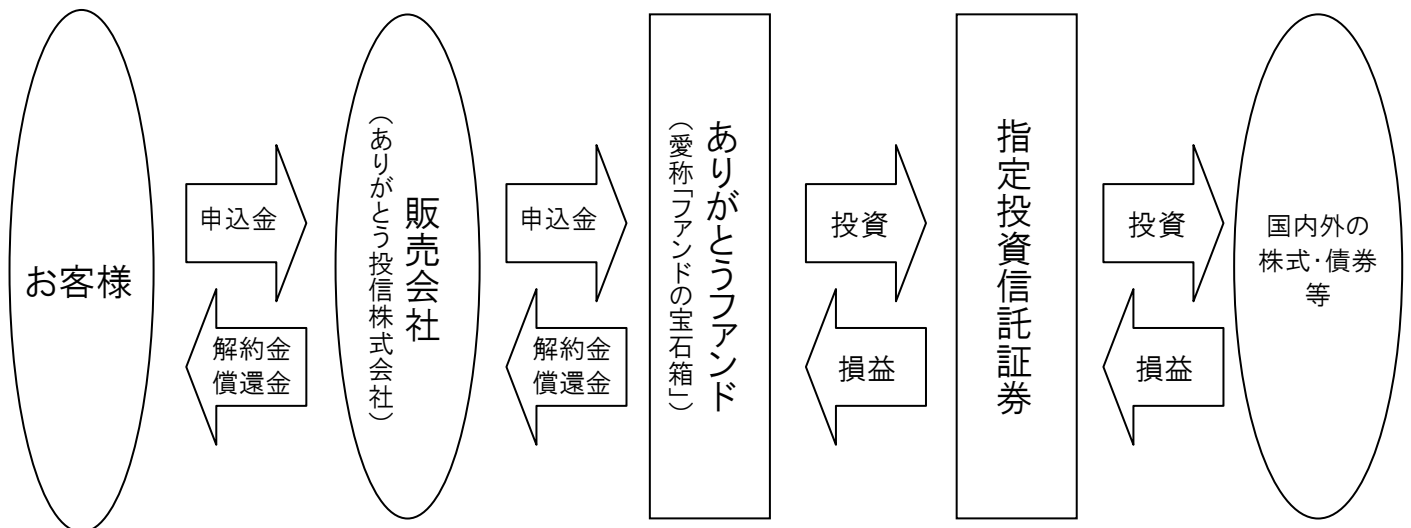 お客様
申込金
解約金
償還金
販売会社
（ありがとう投信株式会社）
申込金
解約金
償還金
ありがとうファンド
（愛称「ファンドの宝石箱」）
投資
損益
指定投資信託証券
投資
損益
国内外の
株式・債券
等